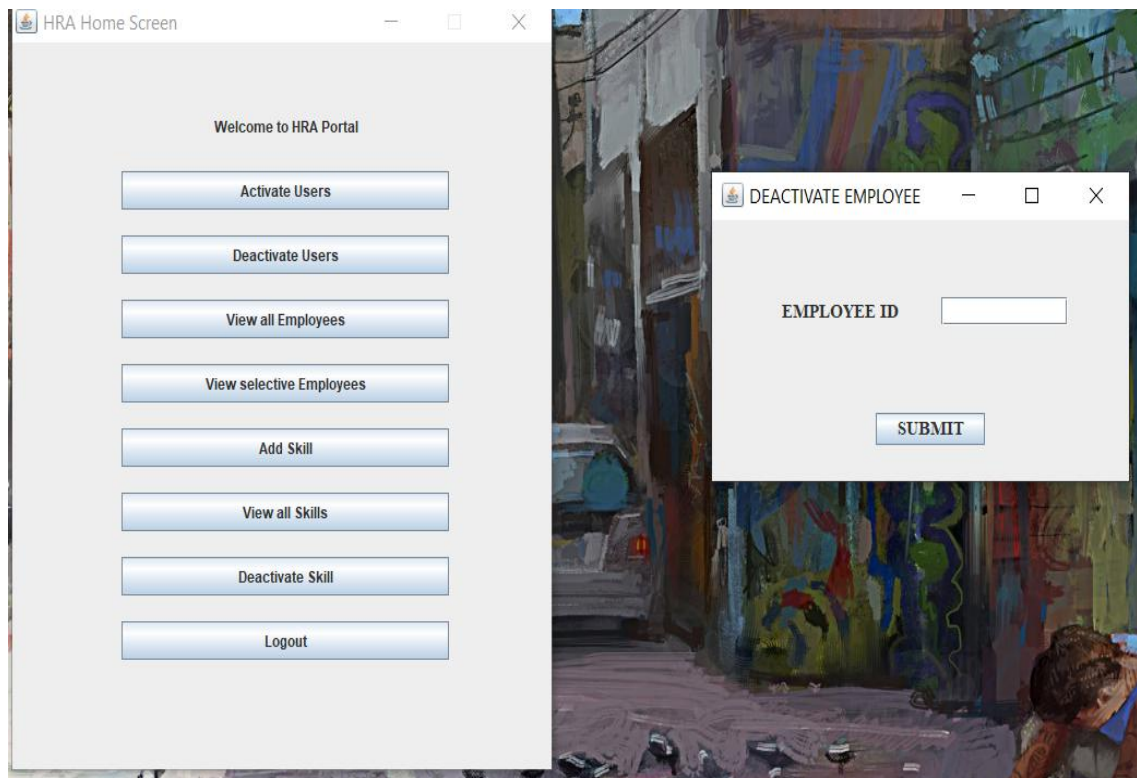 HRA Home Screen
Welcome to HRA Portal
Activate Users
Deactivate Users
View all Employees
View selective Employees
Add Skill
View all Skills
Deactivate Skill
Logout
DEACTIVATE EMPLOYEE
EMPLOYEE ID
SUBMIT